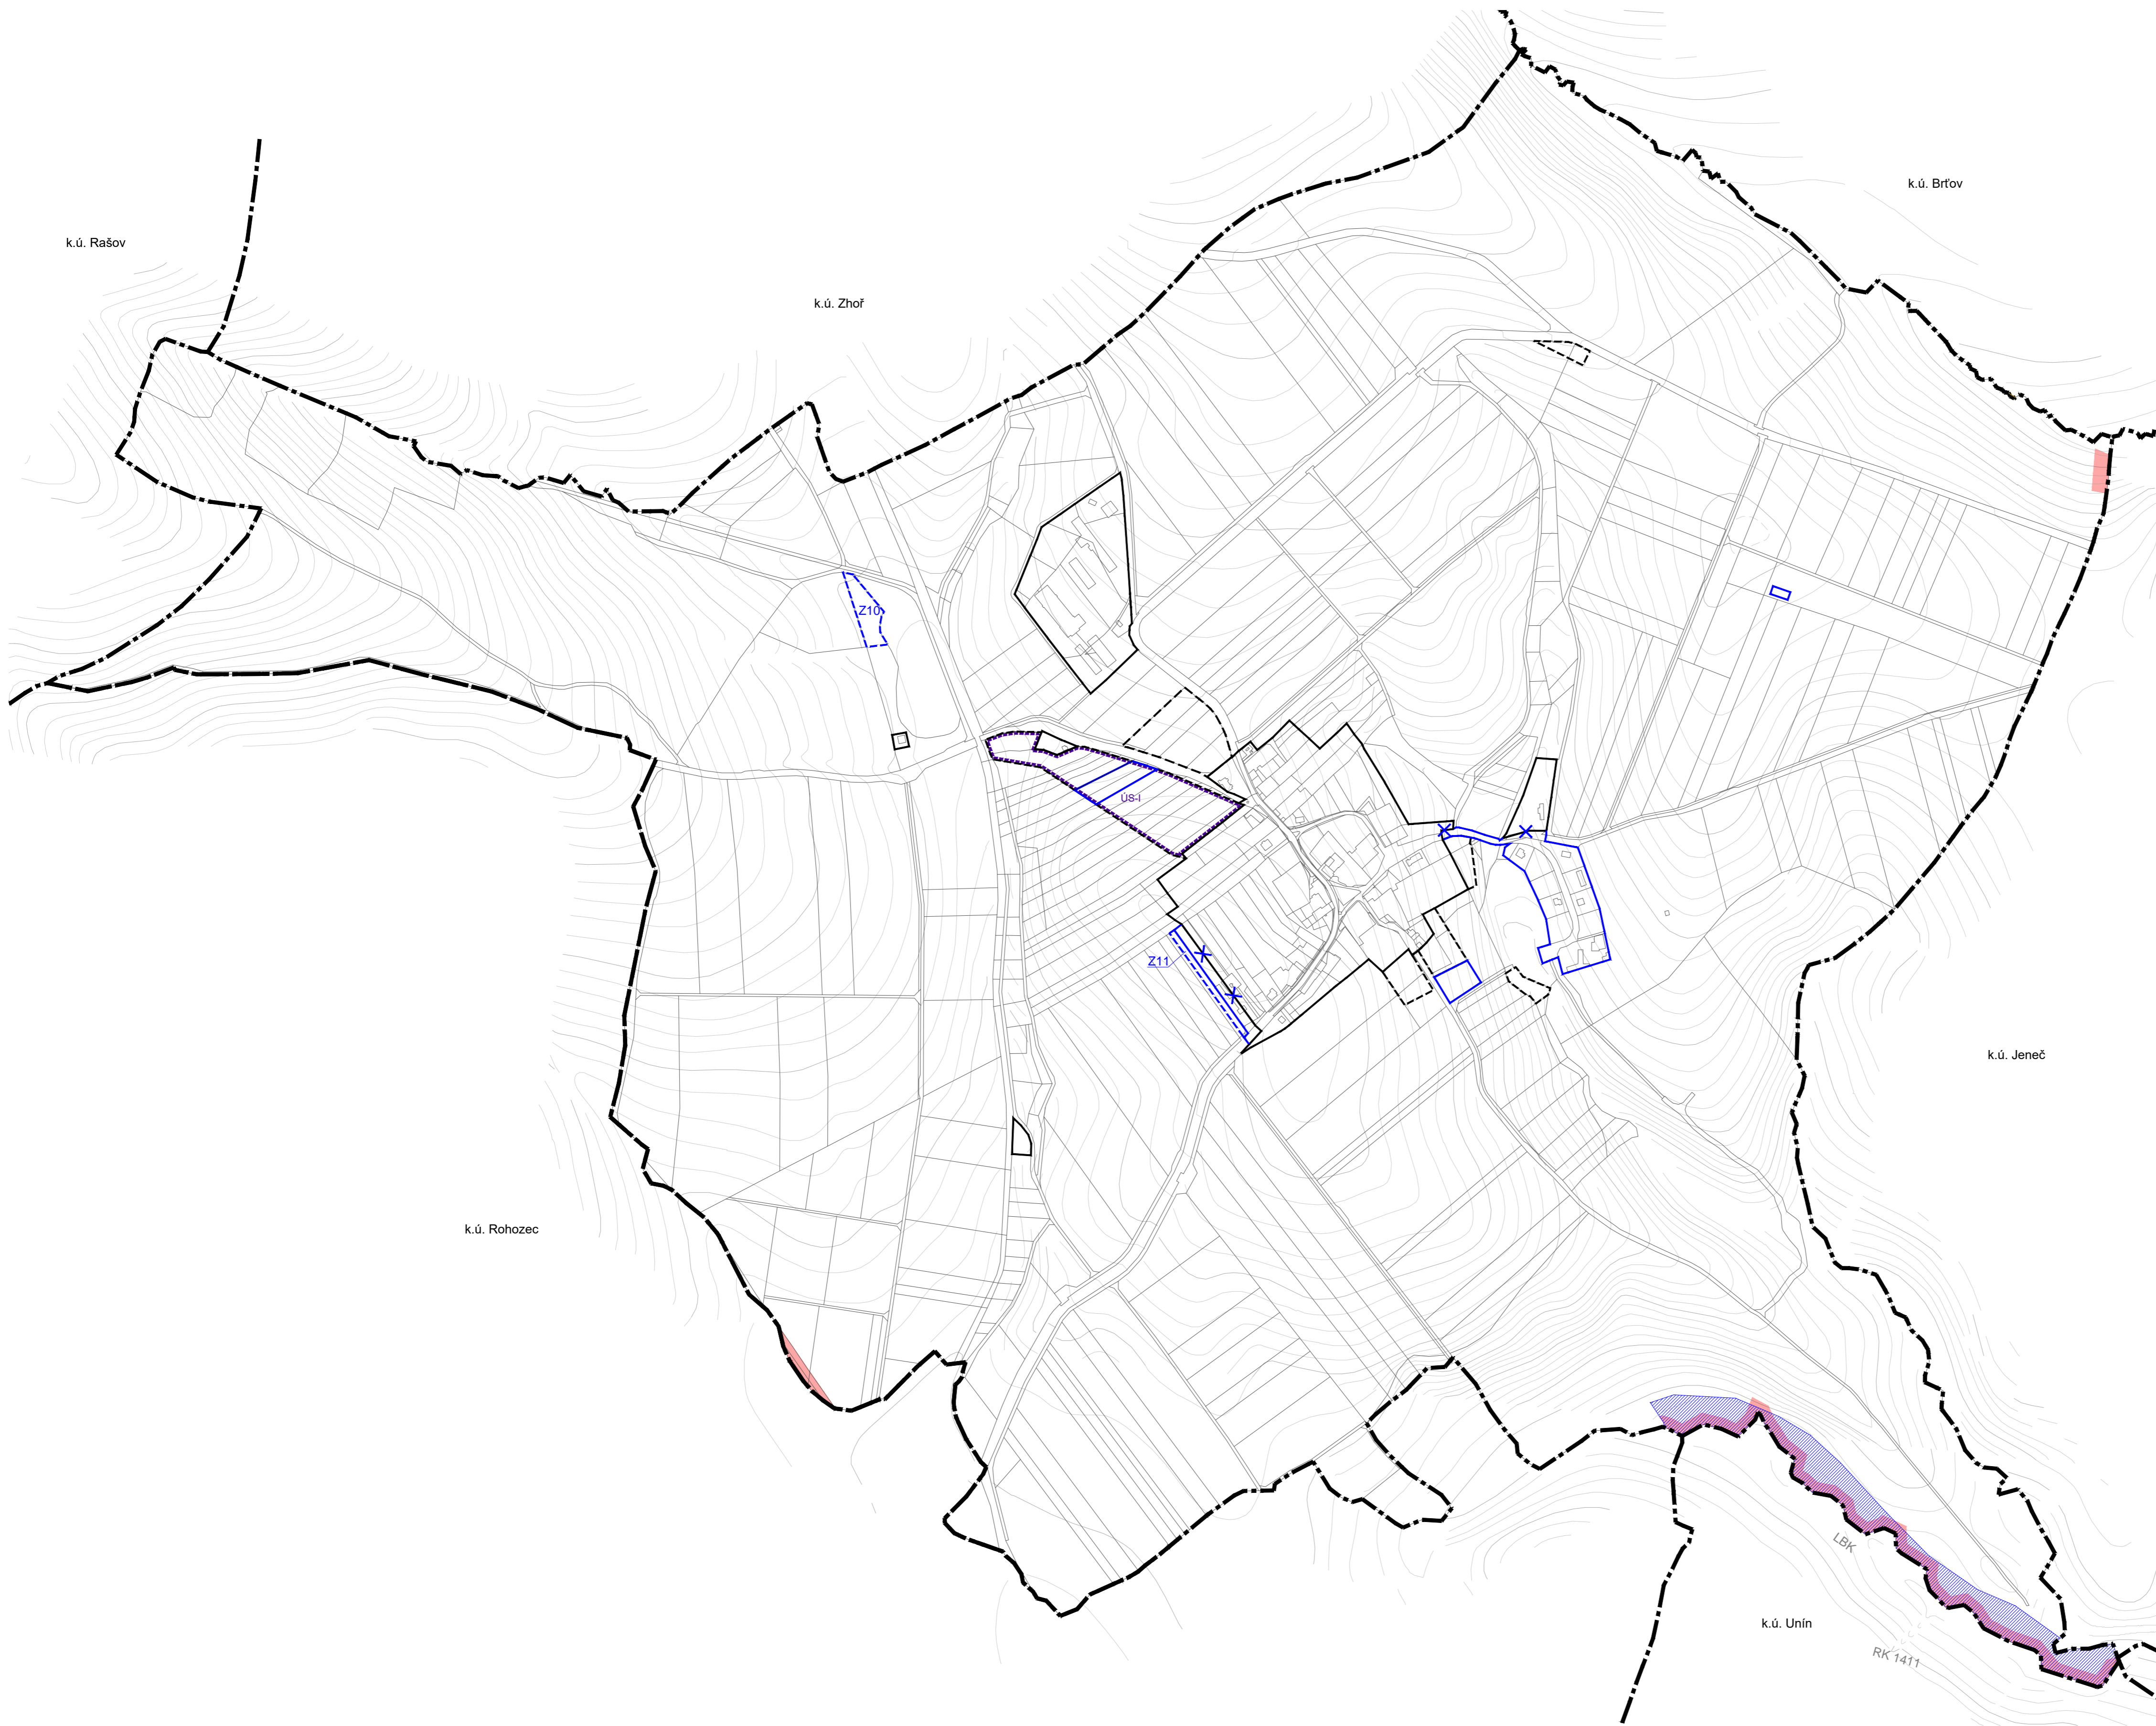 k.ú. Brťov
k.ú. Rašov
k.ú. Zhoř
Z10
ÚS-I
Z11
k.ú. Jeneč
k.ú. Rohozec
LBK
k.ú. Unín
RK 1411